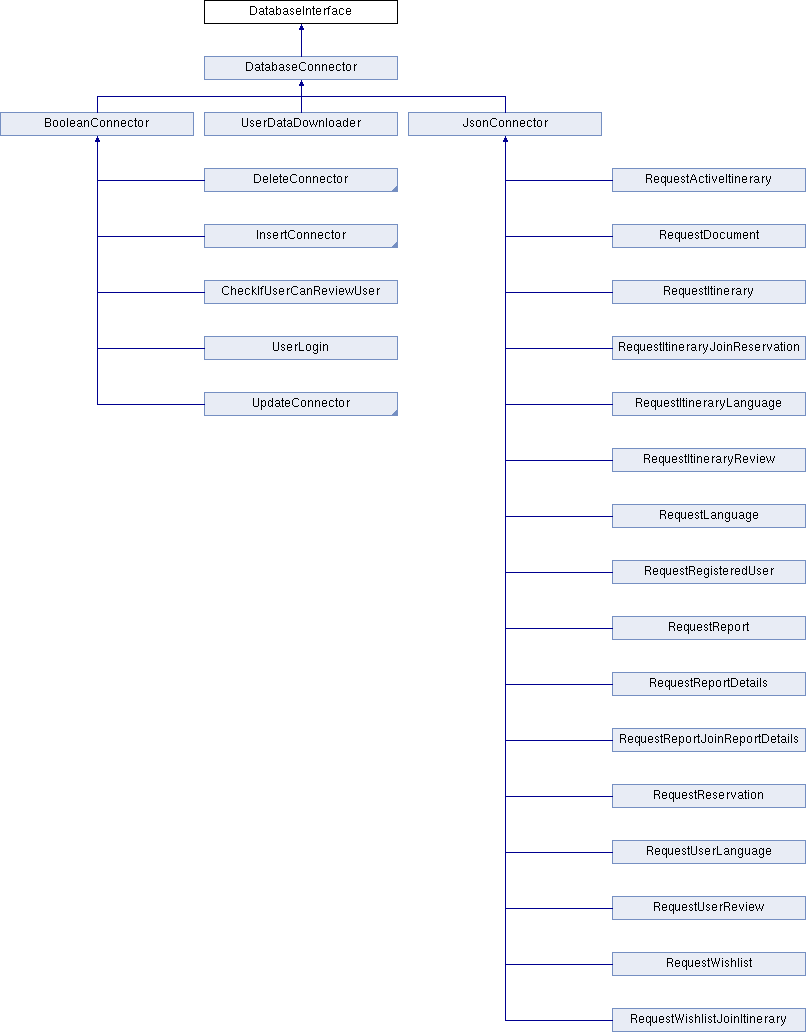 DatabaseInterface
DatabaseConnector
BooleanConnector
UserDataDownloader
JsonConnector
DeleteConnector
RequestActiveItinerary
InsertConnector
RequestDocument
CheckIfUserCanReviewUser
RequestItinerary
UserLogin
RequestItineraryJoinReservation
UpdateConnector
RequestItineraryLanguage
RequestItineraryReview
RequestLanguage
RequestRegisteredUser
RequestReport
RequestReportDetails
RequestReportJoinReportDetails
RequestReservation
RequestUserLanguage
RequestUserReview
RequestWishlist
RequestWishlistJoinItinerary